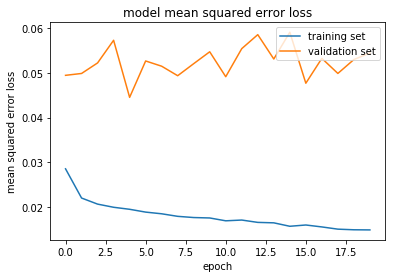 model mean squared error loss
training set
validation set
mean squared error loss
0.06
0.05
0.04
0.03
0.02
0.0 2.5 5.0 7.5 10.0 12.5 15.0 17.5
epoch